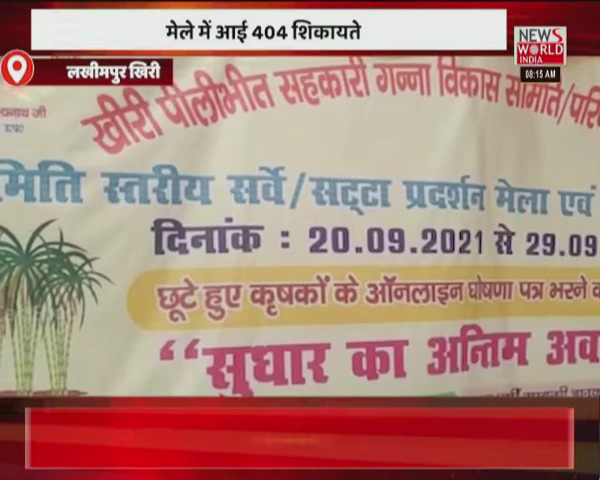 मेले में आई 404 शिकायते
NEWS
WORLD
INDIA
08:15 AM
लखीमपुर खिरी
जी
खीरी पीलीभीत सहकारी गन्ना विकास समिति/परि
मिति स्तरीय सर्वे/सट्टा प्रदर्शन मेला एवं
दिनांक : 20.09.2021 से 29.09
छूटे हुए कृषकों के ऑनलाइन घोषणा पत्र भरने क
“सुधार का अन्तिम अव